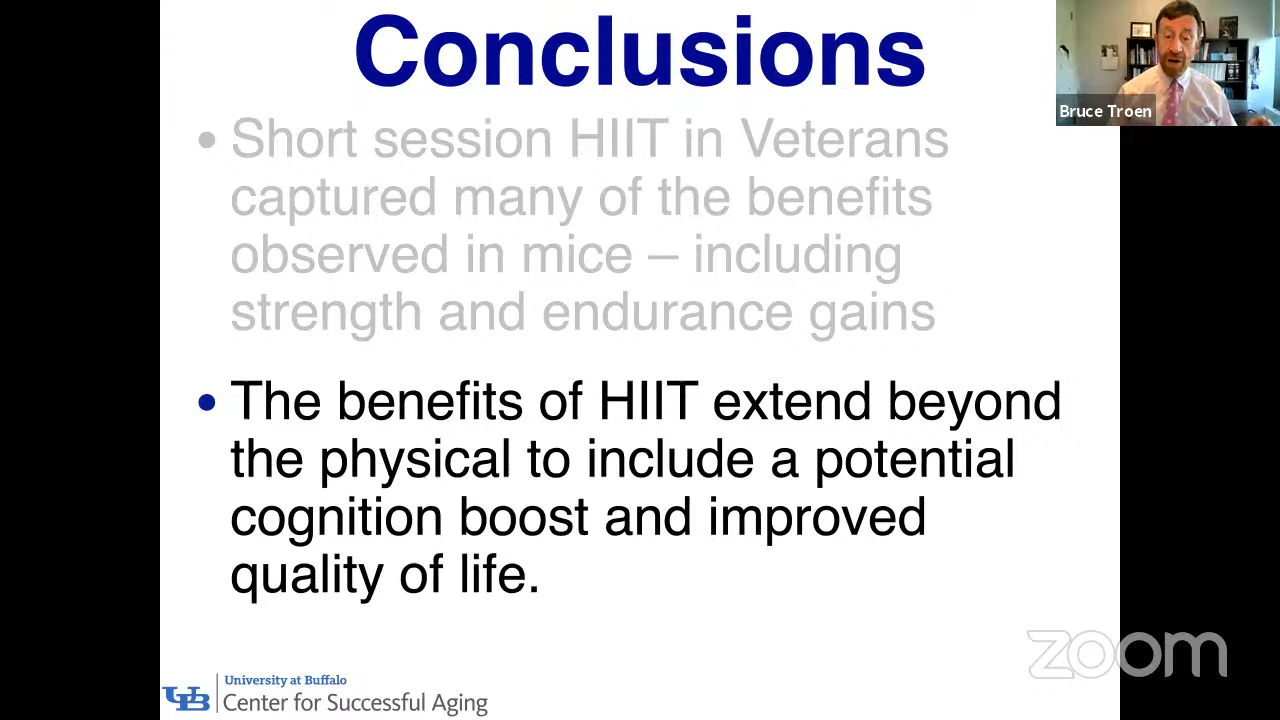 Conclusions
Bruce Troen
• Short session HIIT in Veterans
captured many of the benefits
observed in mice – including
strength and endurance gains
• The benefits of HIIT extend beyond
the physical to include a potential
cognition boost and improved
quality of life.
zoom
UB
University at Buffalo
Center for Successful Aging